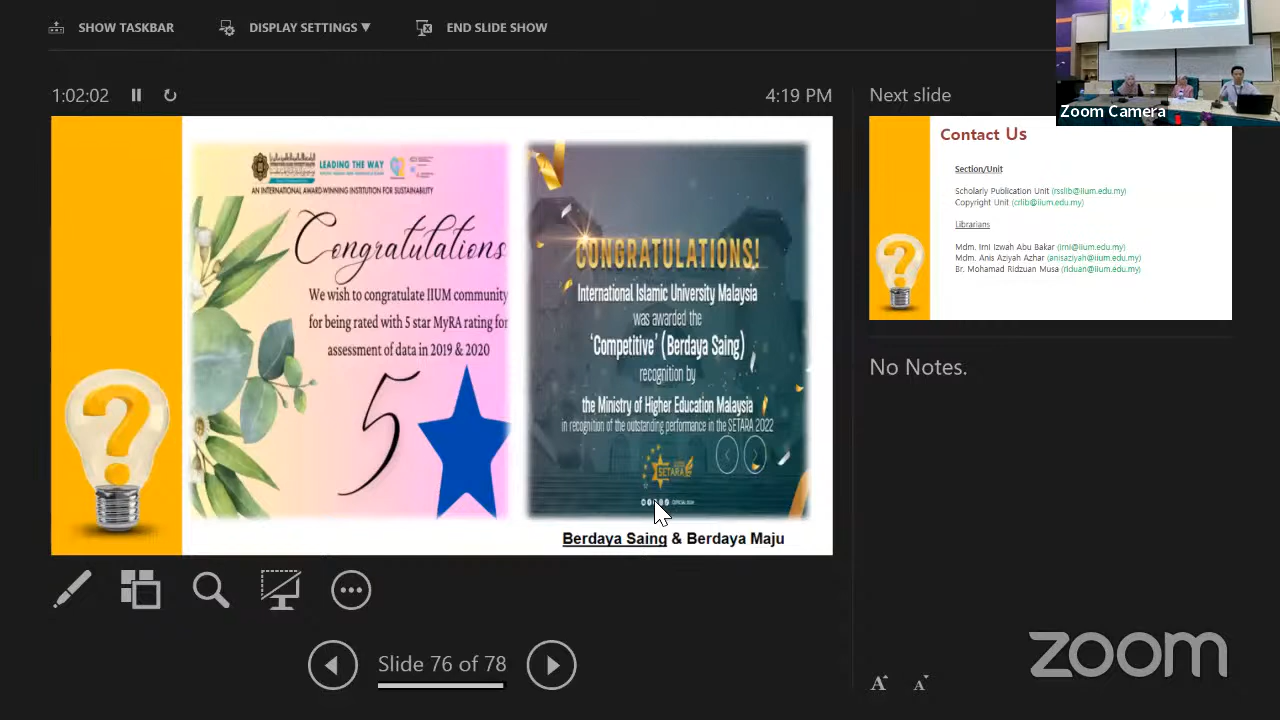 SHOW TASKBAR
DISPLAY SETTINGS ▼
END SLIDE SHOW
1:02:02
4:19 PM
LEADING THE WAY
AN INTERNATIONAL AWARD-WINNING INSTITUTION FOR SUSTAINABILITY
Congratulations
We wish to congratulate IIUM community
for being rated with 5 star MyRA rating for
assessment of data in 2019 & 2020
5
CONGRATULATIONS!
International Islamic University Malaysia
was awarded the
'Competitive' (Berdaya Saing)
recognition by
the Ministry of Higher Education Malaysia
in recognition of the outstanding performance in the SETARA 2022
SETARA
Berdaya Saing & Berdaya Maju
Slide 76 of 78
Next slide
Zoom Camera
Contact Us
Section/Unit
Scholarly Publication Unit (rsslib@iium.edu.my)
Copyright Unit (crlib@iium.edu.my)
Librarians
Mdm. Irni Izwah Abu Bakar (irni@iium.edu.my)
Mdm. Anis Aziyah Azhar (anisaziyah@iium.edu.my)
Br. Mohamad Ridzuan Musa (riduan@iium.edu.my)
No Notes.
A A
zoom